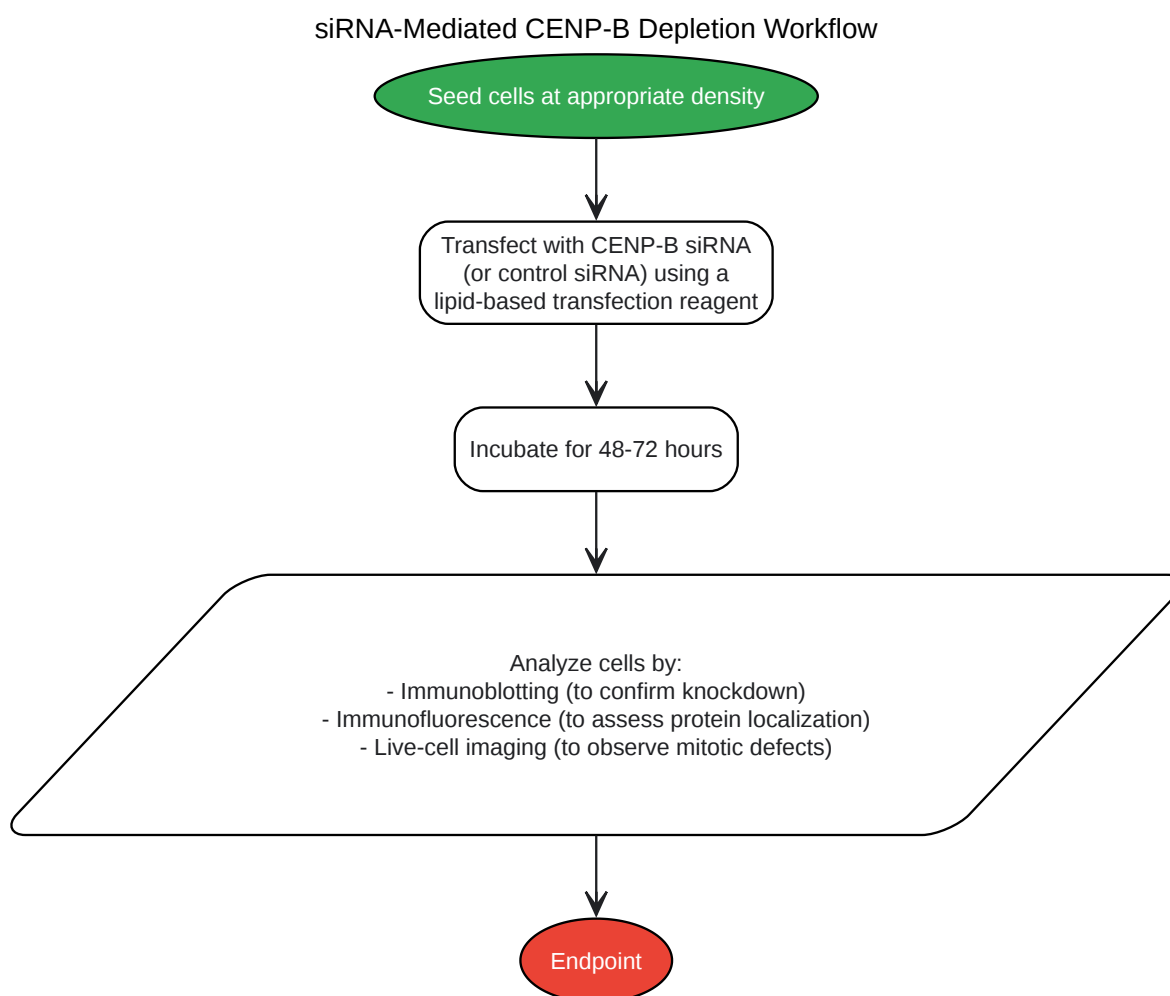 siRNA-Mediated CENP-B Depletion Workflow
Seed cells at appropriate density
Transfect with CENP-B siRNA
(or control siRNA) using a
lipid-based transfection reagent
Incubate for 48-72 hours
Analyze cells by:
- Immunoblotting (to confirm knockdown)
- Immunofluorescence (to assess protein localization)
- Live-cell imaging (to observe mitotic defects)
Endpoint